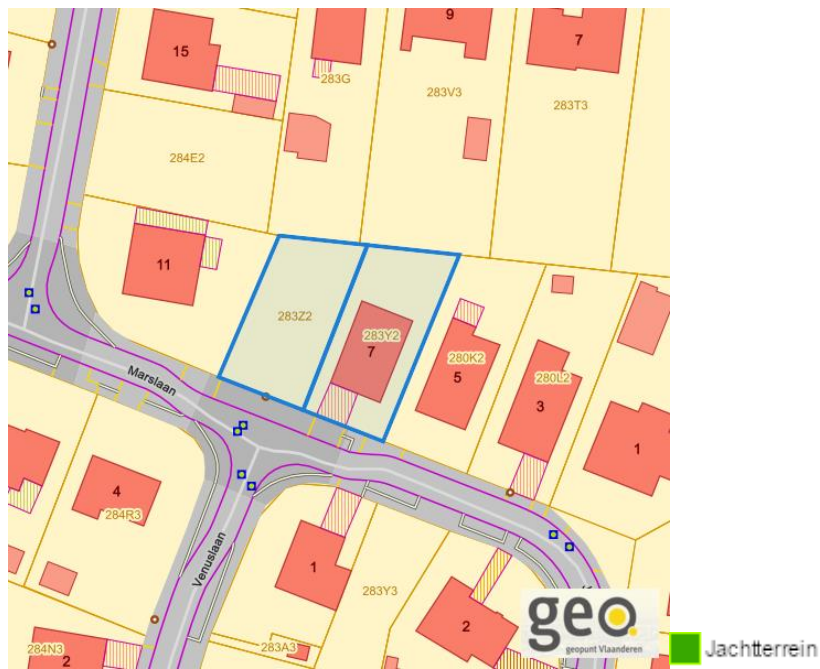 9
15
7
283G
283V3
283T3
284E2
11
283Z2
283Y2
7
280K2
5
280L2
3
1
Marslaan
4
284R3
Venuslaan
1
283Y3
2
283A3
284N3
2
geo.
geopunt Vlaanderen
Jachtterrein